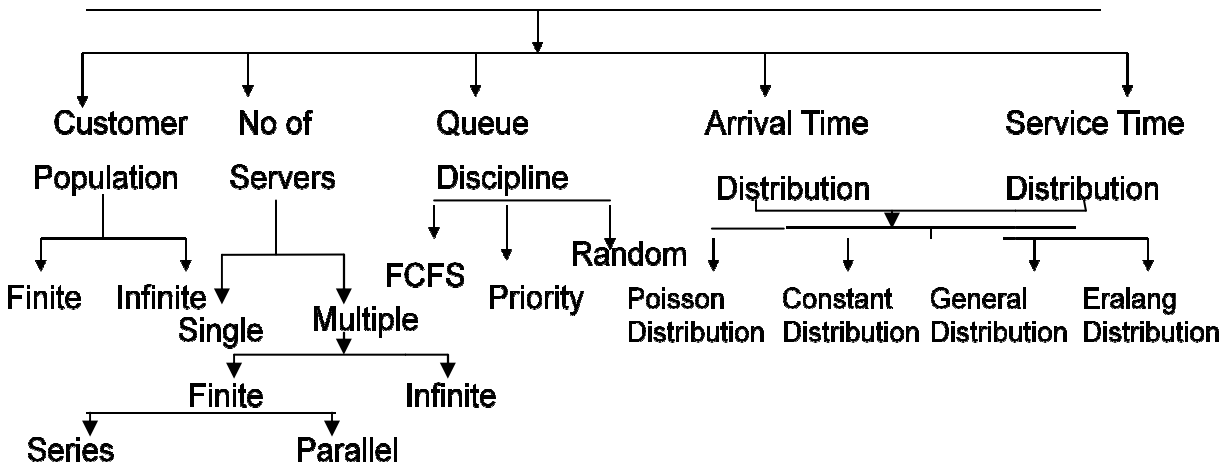 Customer
Population
No of
Servers
Queue
Discipline
Arrival Time
Distribution
Service Time
Distribution
Finite
Infinite
Single
Multiple
FCFS
Priority
Random
Poisson
Distribution
Constant
Distribution
General
Distribution
Eralang
Distribution
Finite
Infinite
Series
Parallel